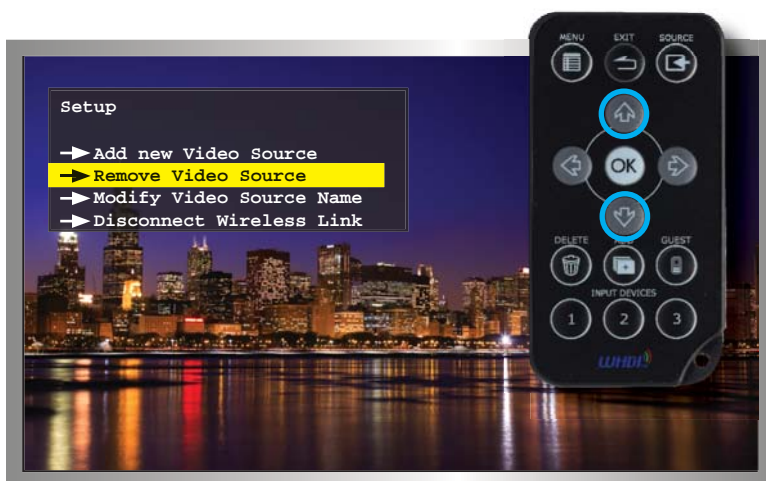 Setup
Add new Video Source
Remove Video Source
Modify Video Source Name
Disconnect Wireless Link
MENU EXIT SOURCE
OK
DELETE ADD GUEST
INPUT DEVICES
1 2 3
WHDI